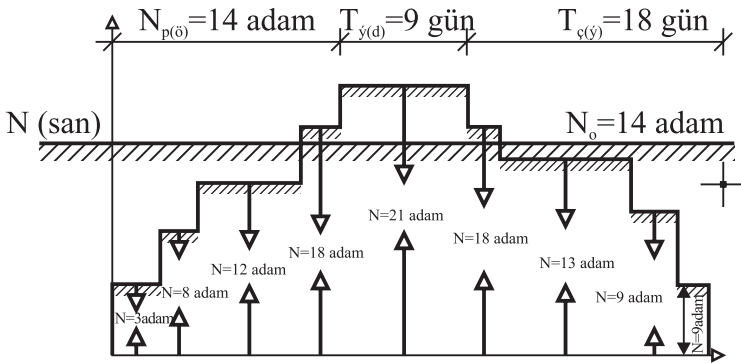 Np(ö)=14 adam
Tý(d)=9 gün
Tç(ý)=18 gün
N (san)
No=14 adam
N=21 adam
N=18 adam
N=18 adam
N=12 adam
N=13 adam
N=8 adam
N=9 adam
N=3adam
N=9adam